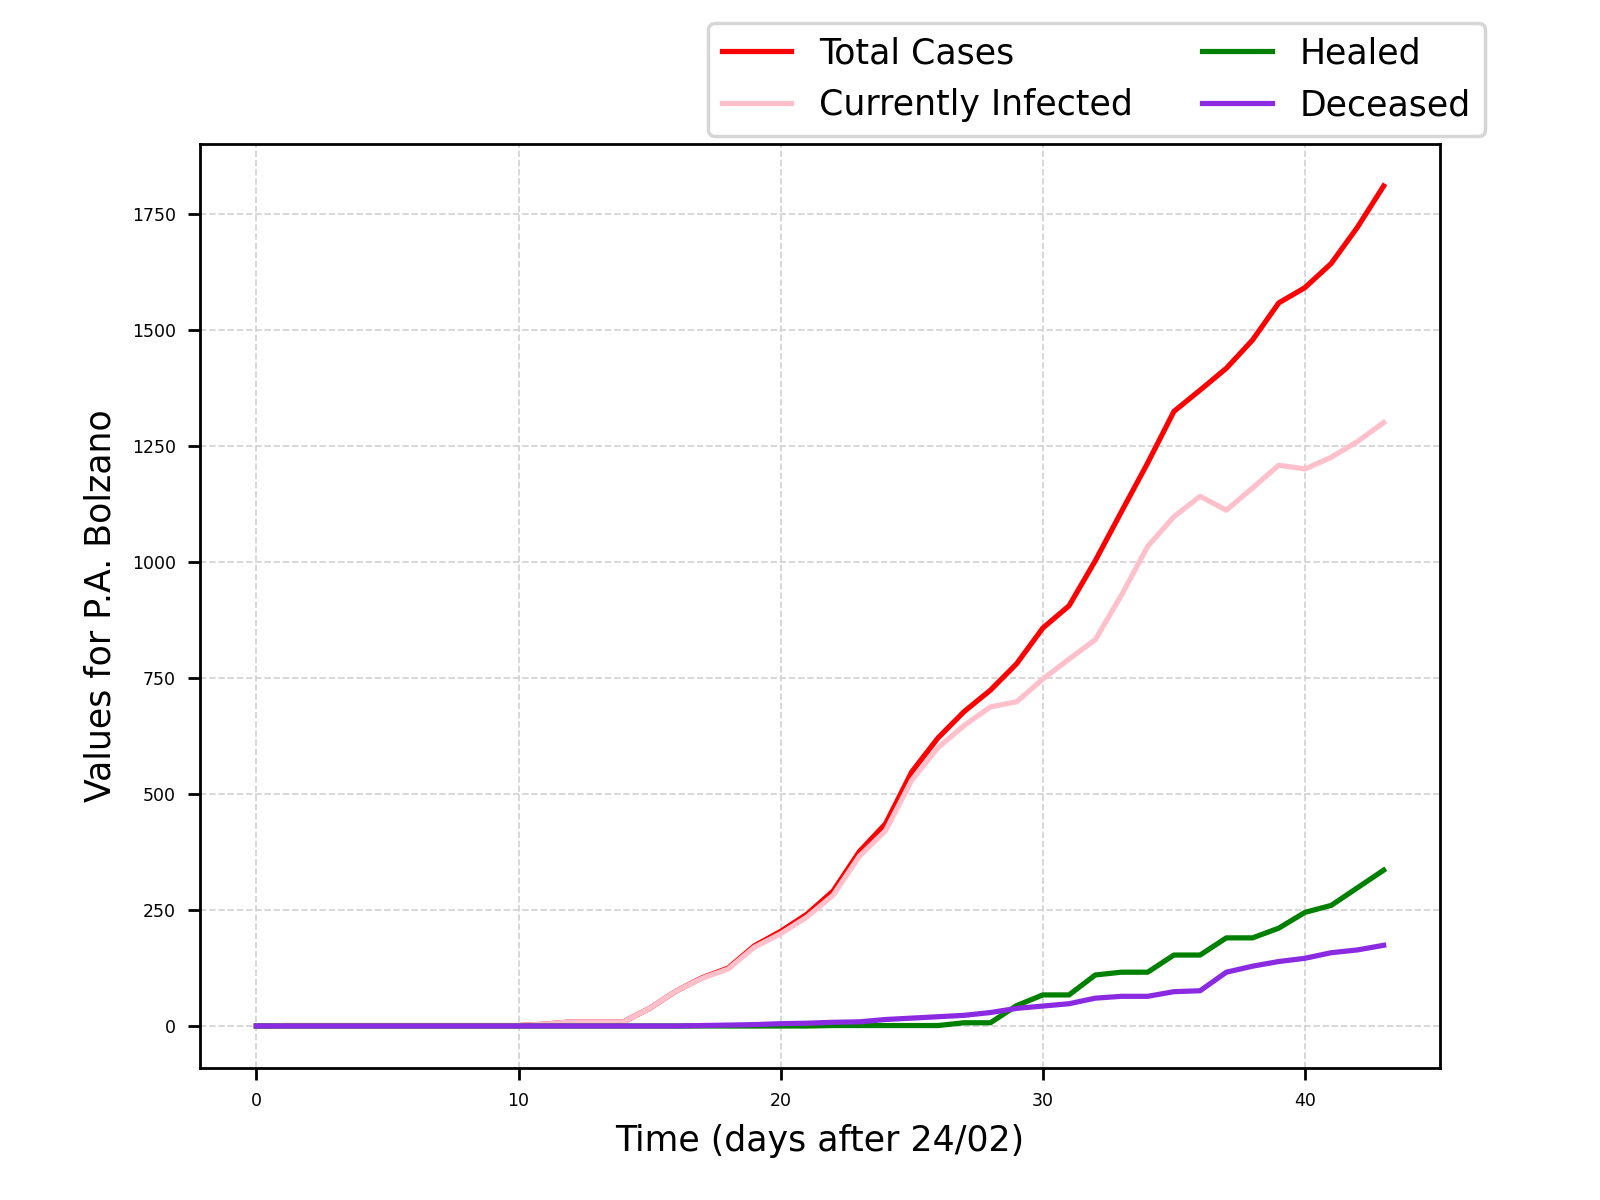 Total Cases
Currently Infected
Healed
Deceased
Values for P.A. Bolzano
1750
1500
1250
1000
750
500
250
0
0 10 20 30 40
Time (days after 24/02)